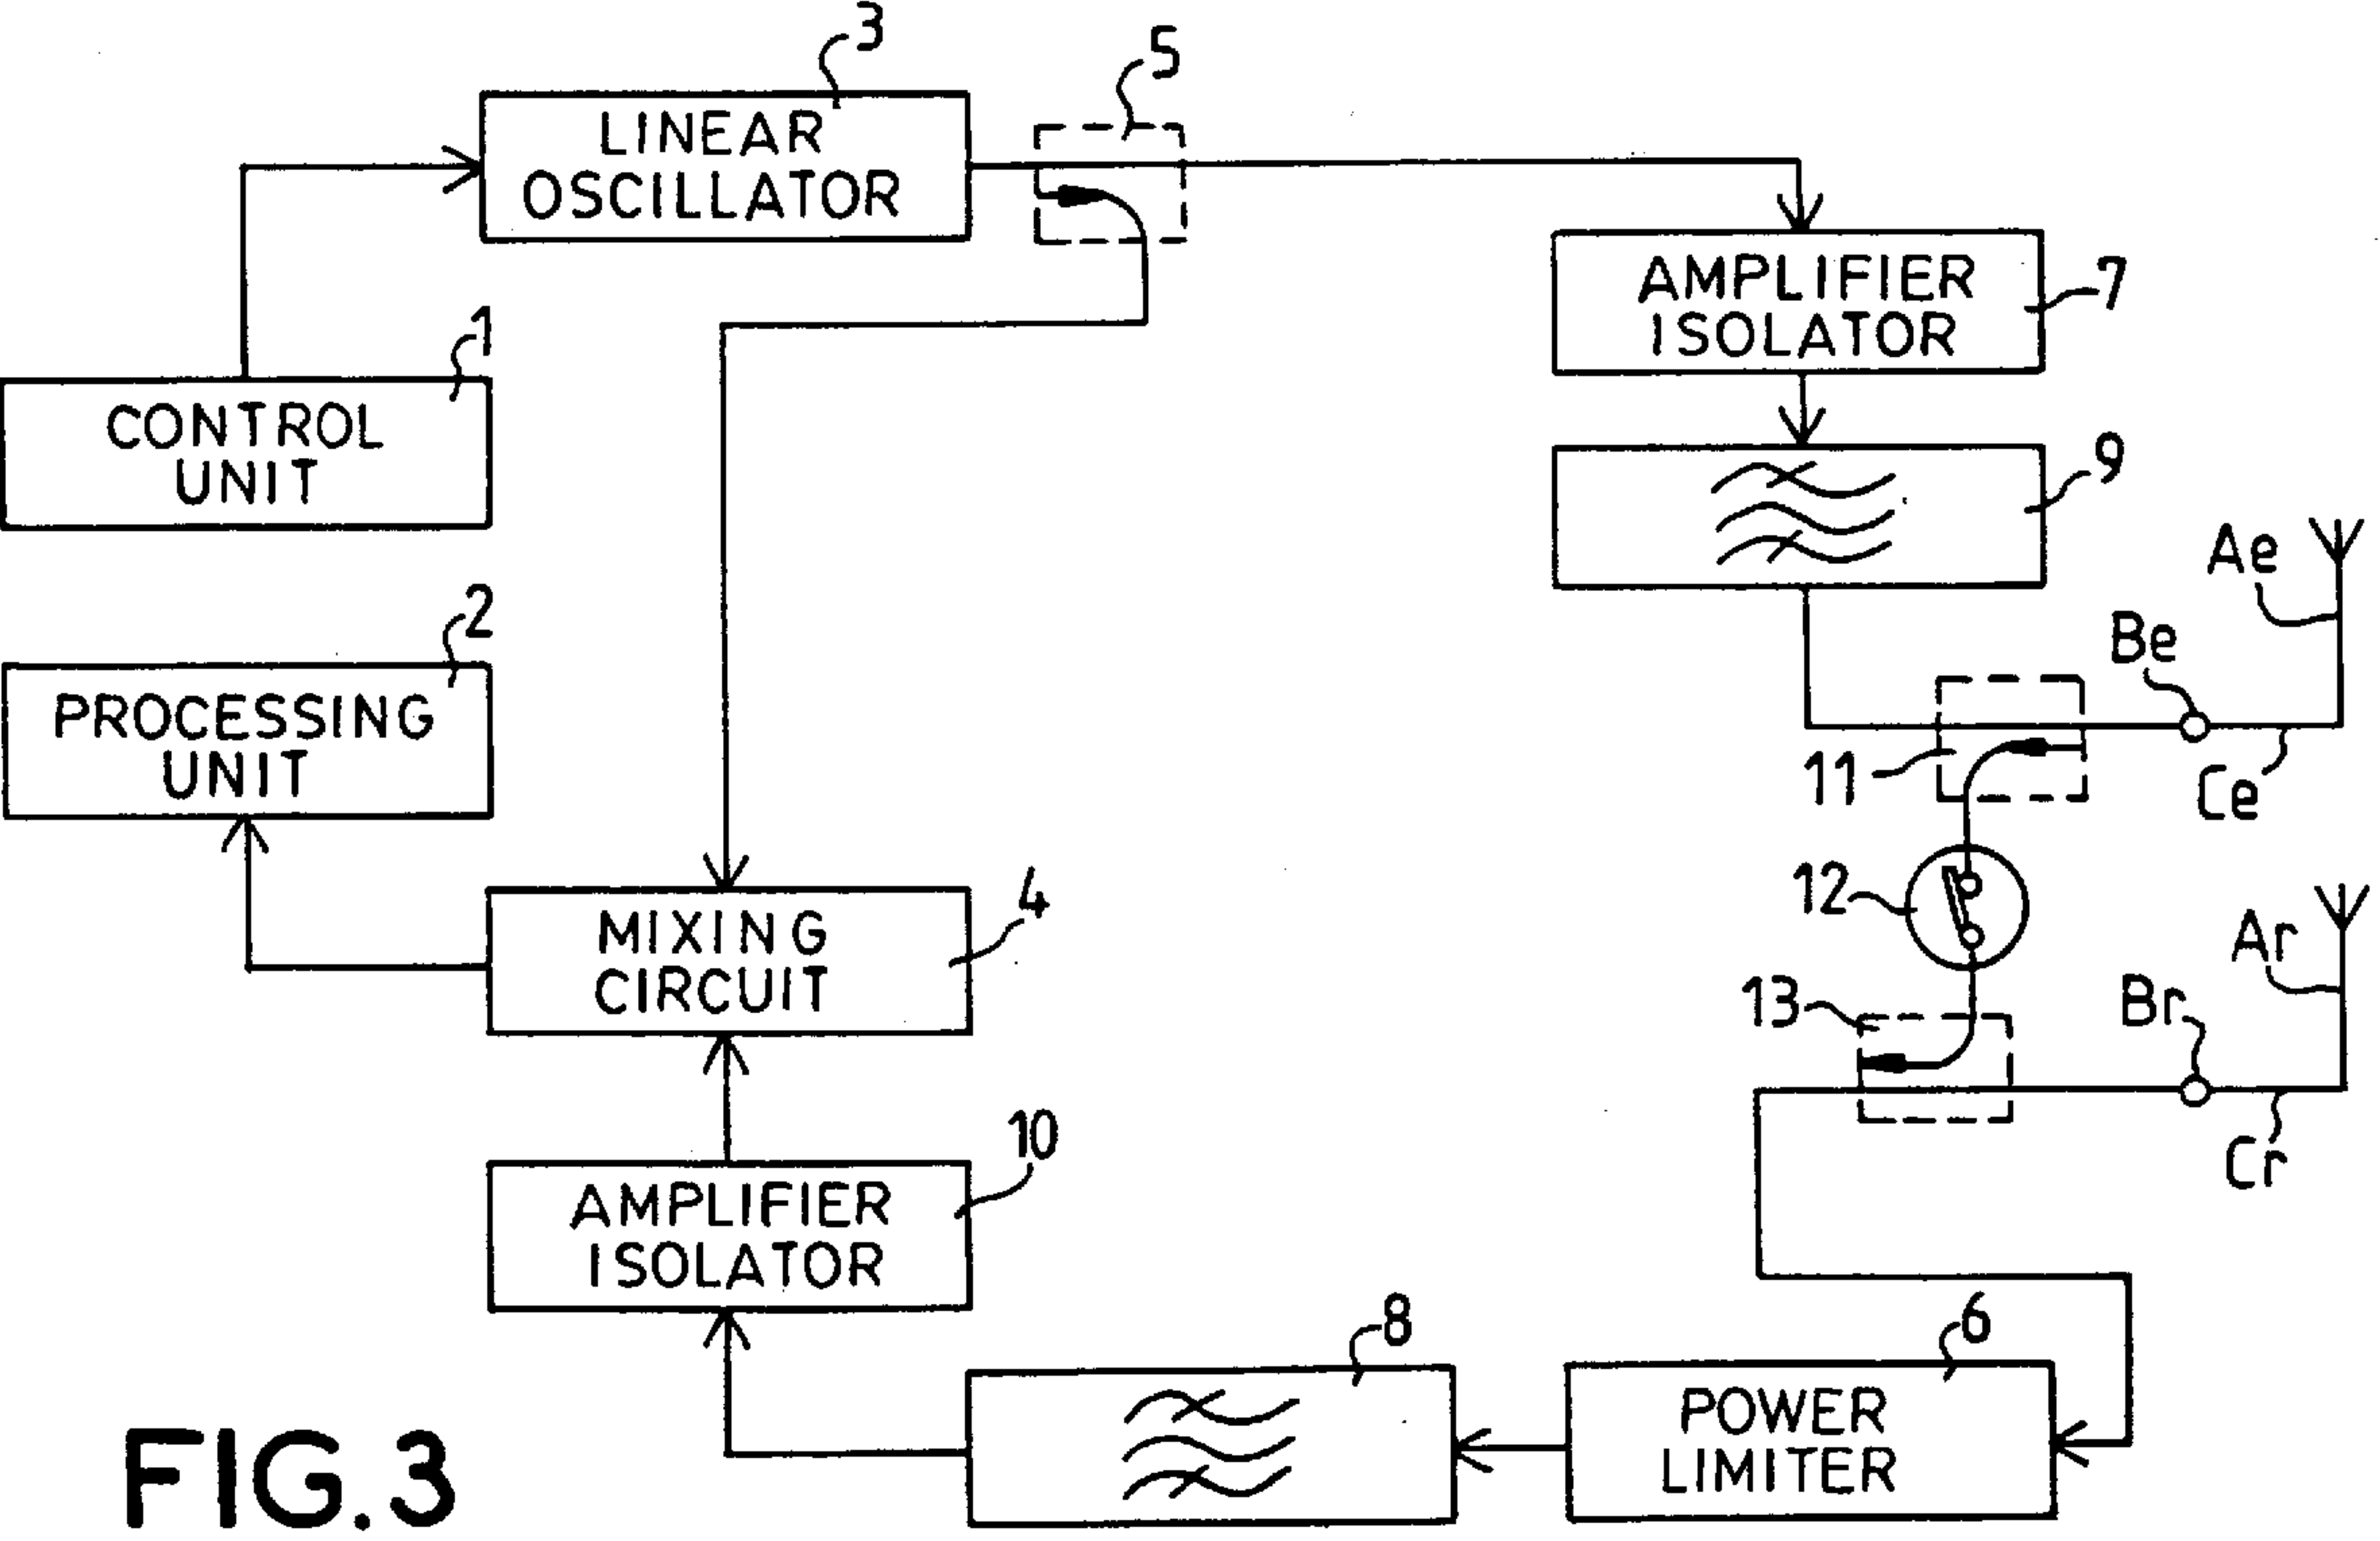 3
5
LINEAR
OSCILLATOR
AMPLIFIER
ISOLATOR
7
1
CONTROL
UNIT
9
Ae
2
Be
PROCESSING
UNIT
11
Ce
12
4
MIXING
CIRCUIT
Ar
13
Br
10
Cr
AMPLIFIER
ISOLATOR
8
6
POWER
LIMITER
FIG.3